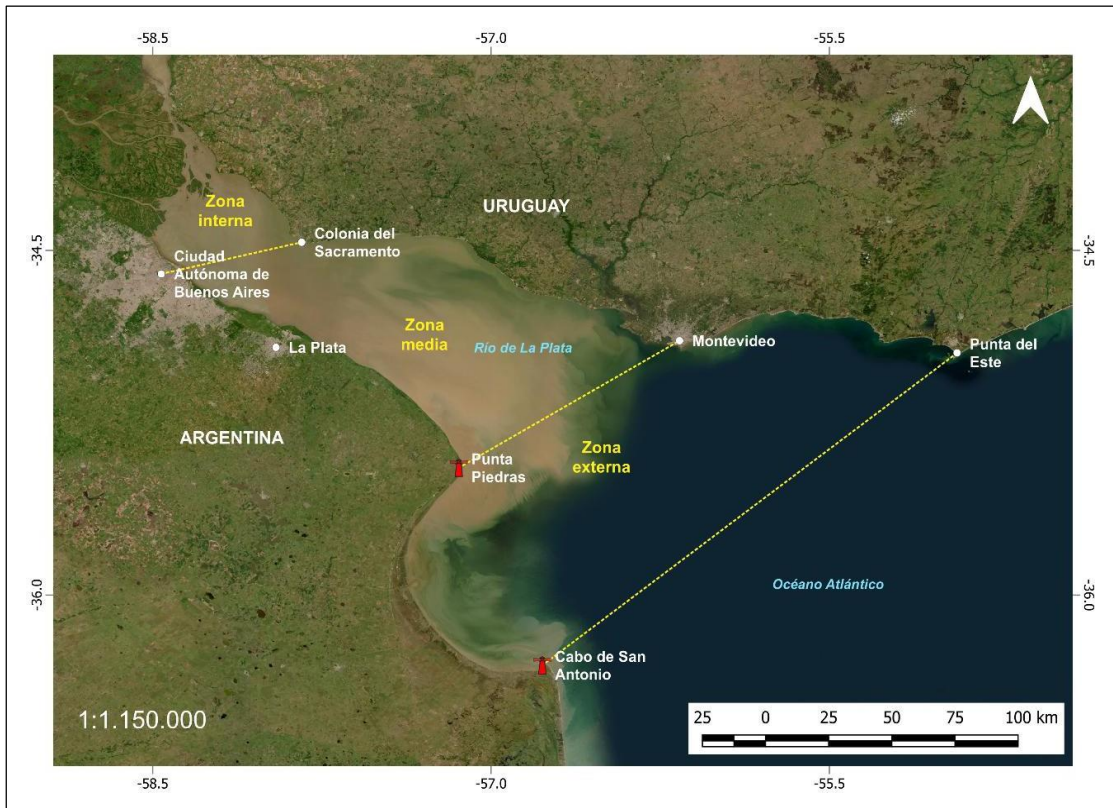 -58.5
-57.0
-55.5
Zona
interna
URUGUAY
Colonia del
Sacramento
-34.5
-34.5
Ciudad
Autónoma de
Buenos Aires
Zona
media
Río de La Plata
La Plata
Montevideo
Punta del
Este
ARGENTINA
Zona
externa
Punta
Piedras
Océano Atlántico
-36.0
-36.0
Cabo de San
Antonio
1:1.150.000
25 0 25 50 75 100 km
-58.5
-57.0
-55.5